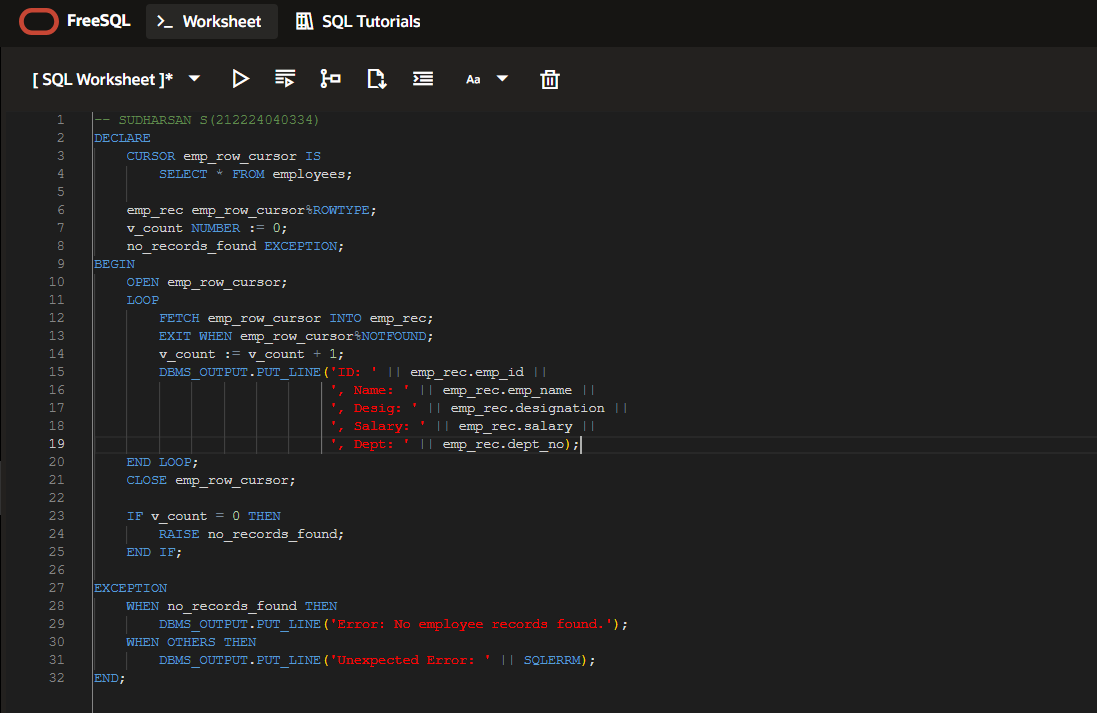 FreeSQL >_ Worksheet SQL Tutorials
[ SQL Worksheet ]* Aa
1 -- SUDHARSAN S(212224040334)
2 DECLARE
3 CURSOR emp_row_cursor IS
4 SELECT * FROM employees;
5
6 emp_rec emp_row_cursor%ROWTYPE;
7 v_count NUMBER := 0;
8 no_records_found EXCEPTION;
9 BEGIN
10 OPEN emp_row_cursor;
11 LOOP
12 FETCH emp_row_cursor INTO emp_rec;
13 EXIT WHEN emp_row_cursor%NOTFOUND;
14 v_count := v_count + 1;
15 DBMS_OUTPUT.PUT_LINE('ID: ' || emp_rec.emp_id ||
16 ', Name: ' || emp_rec.emp_name ||
17 ', Desig: ' || emp_rec.designation ||
18 ', Salary: ' || emp_rec.salary ||
19 ', Dept: ' || emp_rec.dept_no);
20 END LOOP;
21 CLOSE emp_row_cursor;
22
23 IF v_count = 0 THEN
24 RAISE no_records_found;
25 END IF;
26
27 EXCEPTION
28 WHEN no_records_found THEN
29 DBMS_OUTPUT.PUT_LINE('Error: No employee records found.');
30 WHEN OTHERS THEN
31 DBMS_OUTPUT.PUT_LINE('Unexpected Error: ' || SQLERRM);
32 END;